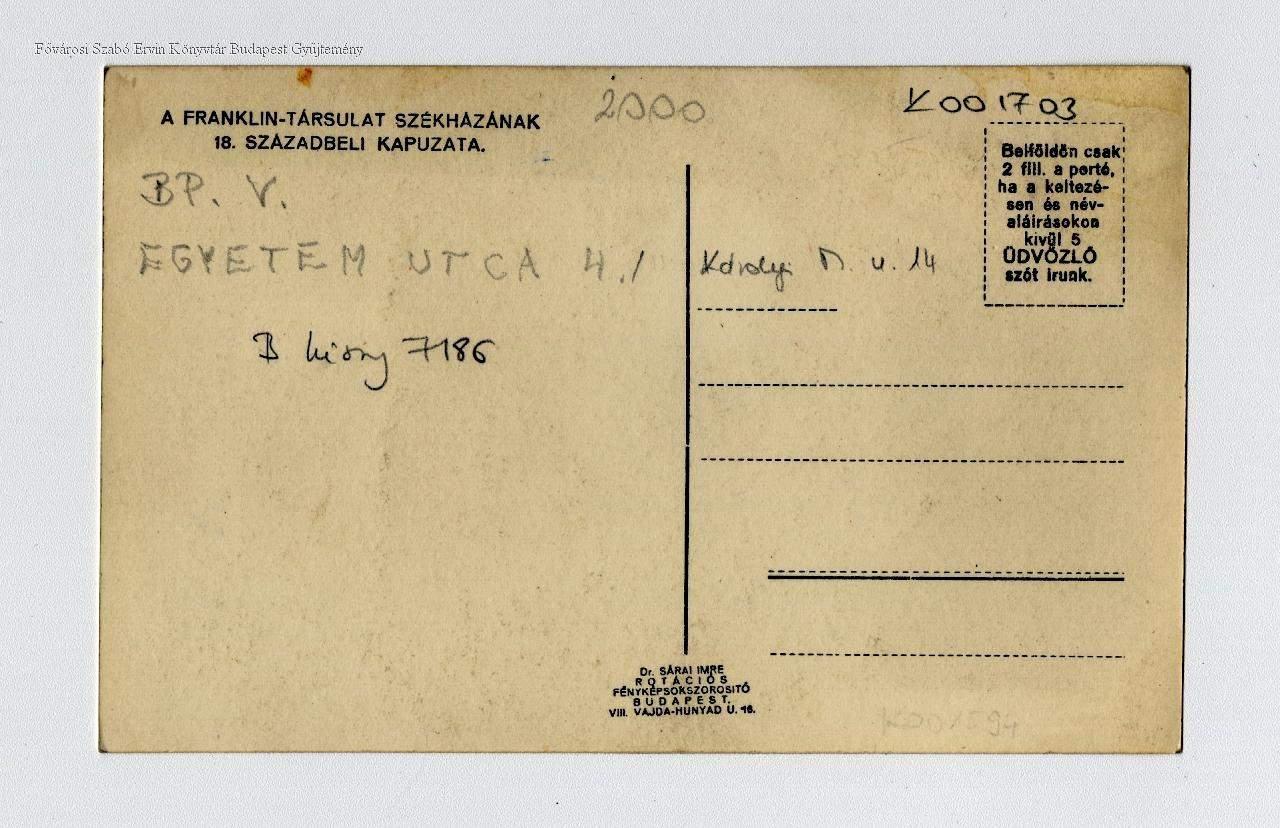 Fővárosi Szabó Ervin Könyvtár Budapest Gyűjtemény
A FRANKLIN-TÁRSULAT SZÉKHÁZÁNAK
18. SZÁZADBELI KAPUZATA.
2000
K001703
BP. V.
EGYETEM UTCA 4./
Károlyi M. u. 14
B 7186
Belföldön csak
2 fill. a portó,
ha a keltezé-
sen és név-
aláirásokon
kivül 5
ÜDVÖZLŐ
szót irunk.
Dr. SÁRAI IMRE
ROTÁCIÓS
FÉNYKÉPSOKSZOROSITÓ
BUDAPEST,
VIII. VAJDA-HUNYAD U. 16.